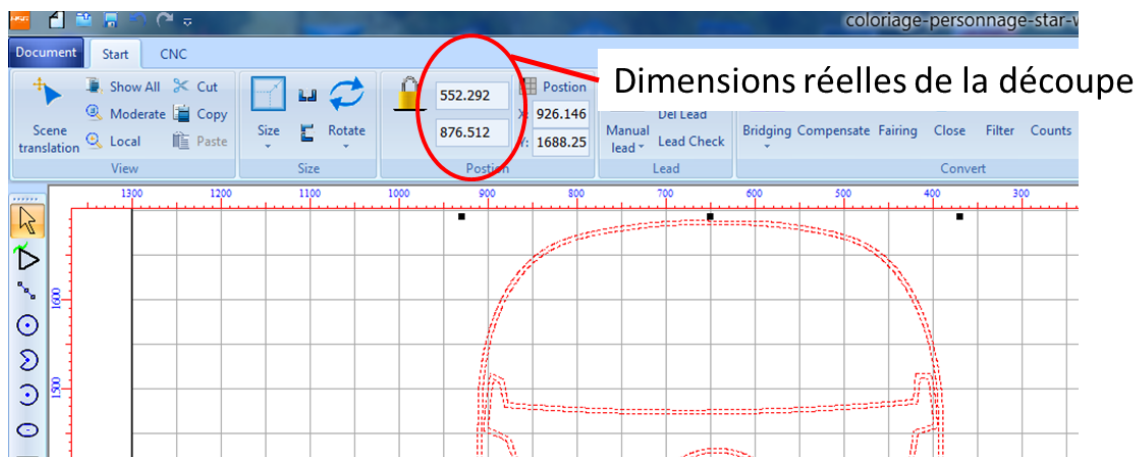 coloriage-personnage-star-w
Document Start CNC
Dimensions réelles de la découpe
Show All Cut
Moderate Copy
Local Paste
Scene
translation
View
Size Rotate
Size
552.292
876.512
Postion
X: 926.146
Y: 1688.25
Postion
Del Lead
Manual
lead
Lead Check
Lead
Bridging Compensate Fairing Close Filter Counts
Convert
1300 1200 1100 1000 900 800 700 600 500 400 300
1600
1500